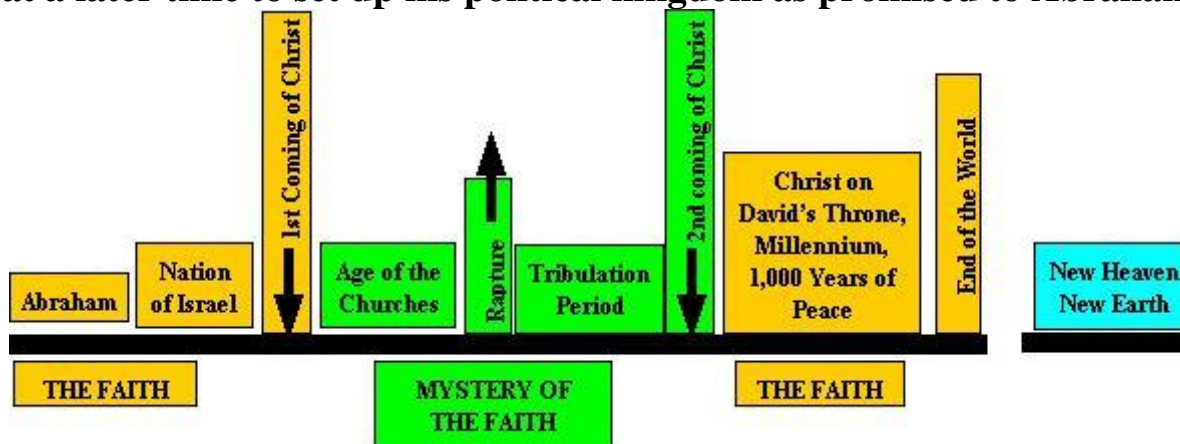 at a later time to set up his political kingdom as promised to Abraham
1st Coming of Christ
2nd coming of Christ
End of the World
Rapture
Abraham
Nation
of Israel
Age of the
Churches
Tribulation
Period
Christ on
David's Throne,
Millennium,
1,000 Years of
Peace
New Heaven
New Earth
THE FAITH
MYSTERY OF
THE FAITH
THE FAITH